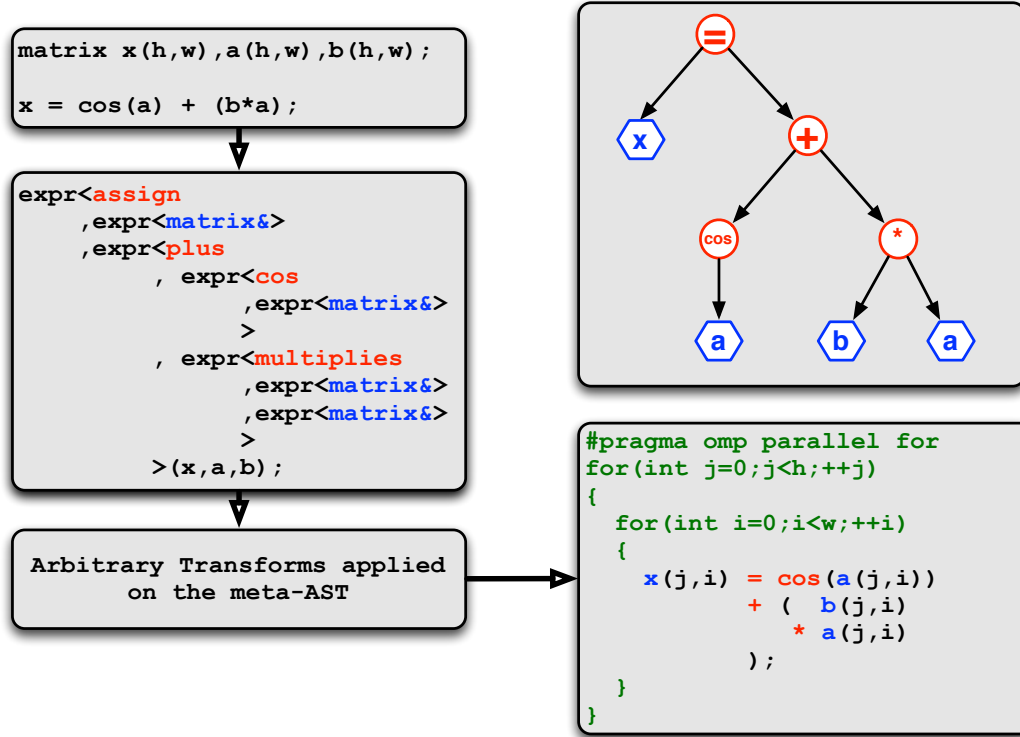 matrix x(h,w),a(h,w),b(h,w);
x = cos(a) + (b*a);
expr<assign
,expr<matrix&>
,expr<plus
, expr<cos
,expr<matrix&>
>
, expr<multiplies
,expr<matrix&>
,expr<matrix&>
>
>(x,a,b);
Arbitrary Transforms applied
on the meta-AST
=
x
+
cos
*
a
b
a
#pragma omp parallel for
for(int j=0;j<h;++j)
{
for(int i=0;i<w;++i)
{
x(j,i) = cos(a(j,i))
+ ( b(j,i)
* a(j,i)
);
}
}